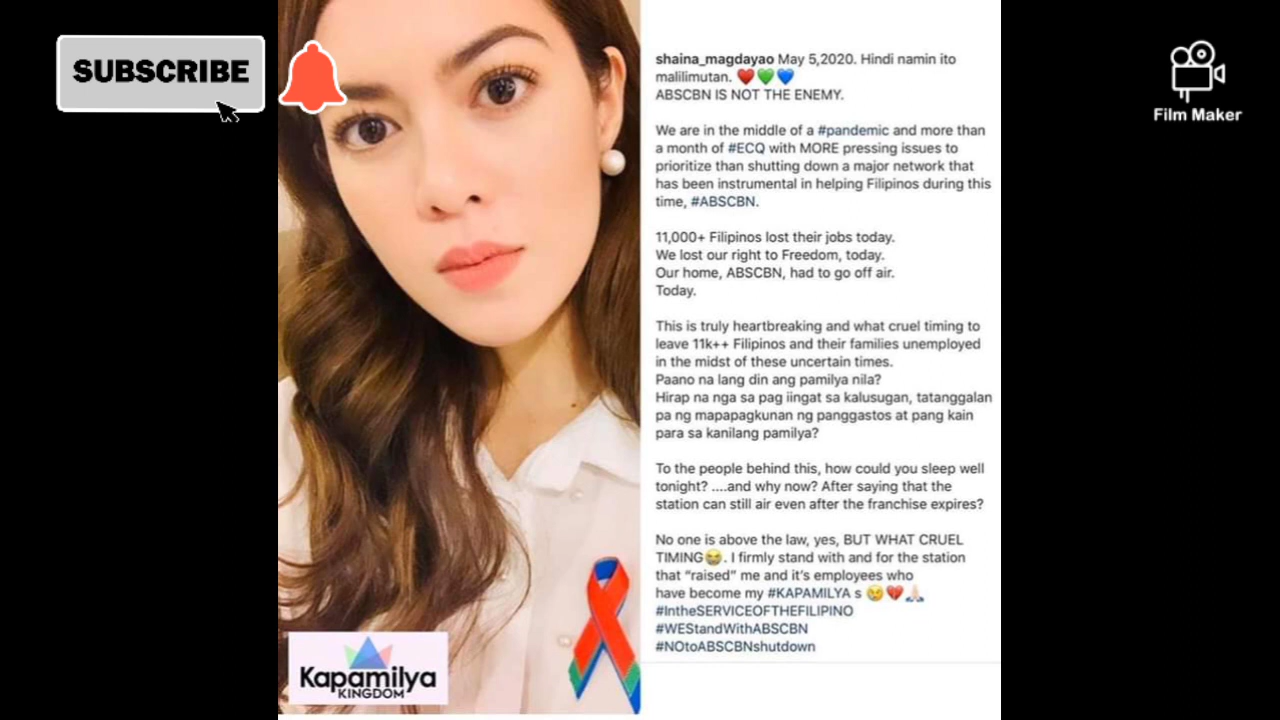 SUBSCRIBE
Film Maker
shaina_magdayao May 5,2020. Hindi namin ito
malilimutan. ❤️💚💙
ABSCBN IS NOT THE ENEMY.
We are in the middle of a #pandemic and more than
a month of #ECQ with MORE pressing issues to
prioritize than shutting down a major network that
has been instrumental in helping Filipinos during this
time, #ABSCBN.
11,000+ Filipinos lost their jobs today.
We lost our right to Freedom, today.
Our home, ABSCBN, had to go off air.
Today.
This is truly heartbreaking and what cruel timing to
leave 11k++ Filipinos and their families unemployed
in the midst of these uncertain times.
Paano na lang din ang pamilya nila?
Hirap na nga sa pag iingat sa kalusugan, tatanggalan
pa ng mapapagkunan ng panggastos at pang kain
para sa kanilang pamilya?
To the people behind this, how could you sleep well
tonight? ....and why now? After saying that the
station can still air even after the franchise expires?
No one is above the law, yes, BUT WHAT CRUEL
TIMING😭. I firmly stand with and for the station
that “raised” me and it’s employees who
have become my #KAPAMILYA s 😢💔🙏🏻
#IntheSERVICEOFTHEFILIPINO
#WEStandWithABSCBN
#NOtoABSCBNshutdown
Kapamilya
KINGDOM